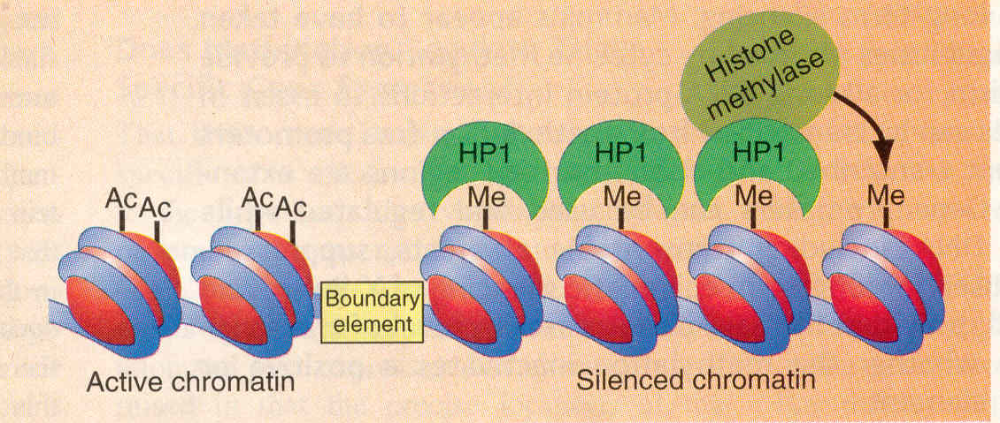 Histone
methylase
HP1 HP1 HP1
Ac Ac Ac Ac Me Me Me Me
Boundary
element
Active chromatin Silenced chromatin